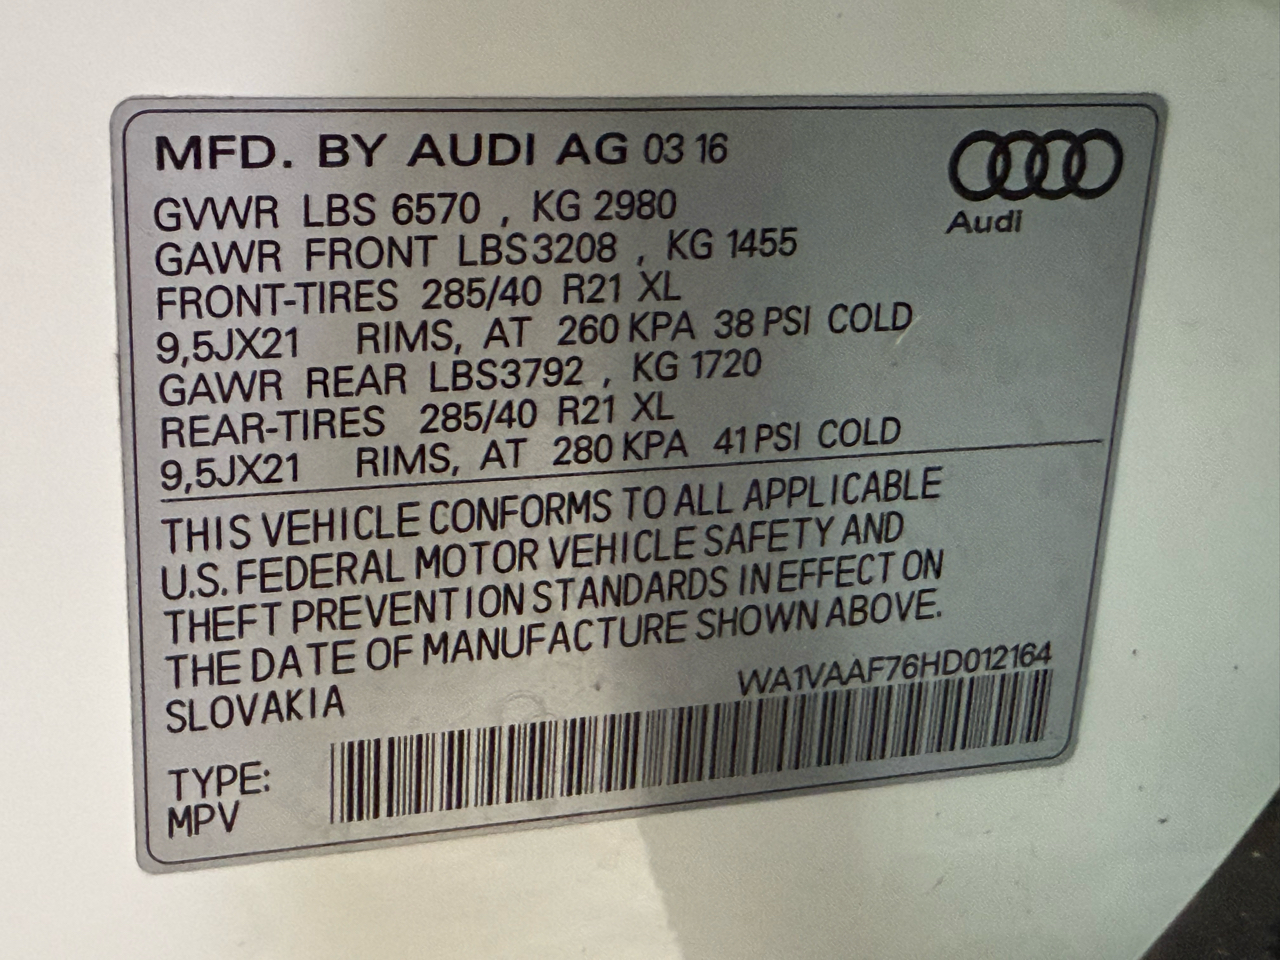 MFD. BY AUDI AG 03 16
Audi
GVWR LBS 6570 , KG 2980
GAWR FRONT LBS3208 , KG 1455
FRONT-TIRES 285/40 R21 XL
9,5JX21 RIMS, AT 260 KPA 38 PSI COLD
GAWR REAR LBS3792 , KG 1720
REAR-TIRES 285/40 R21 XL
9,5JX21 RIMS, AT 280 KPA 41 PSI COLD
THIS VEHICLE CONFORMS TO ALL APPLICABLE
U.S. FEDERAL MOTOR VEHICLE SAFETY AND
THEFT PREVENTION STANDARDS IN EFFECT ON
THE DATE OF MANUFACTURE SHOWN ABOVE.
SLOVAKIA
WA1VAAF76HD012164
TYPE:
MPV